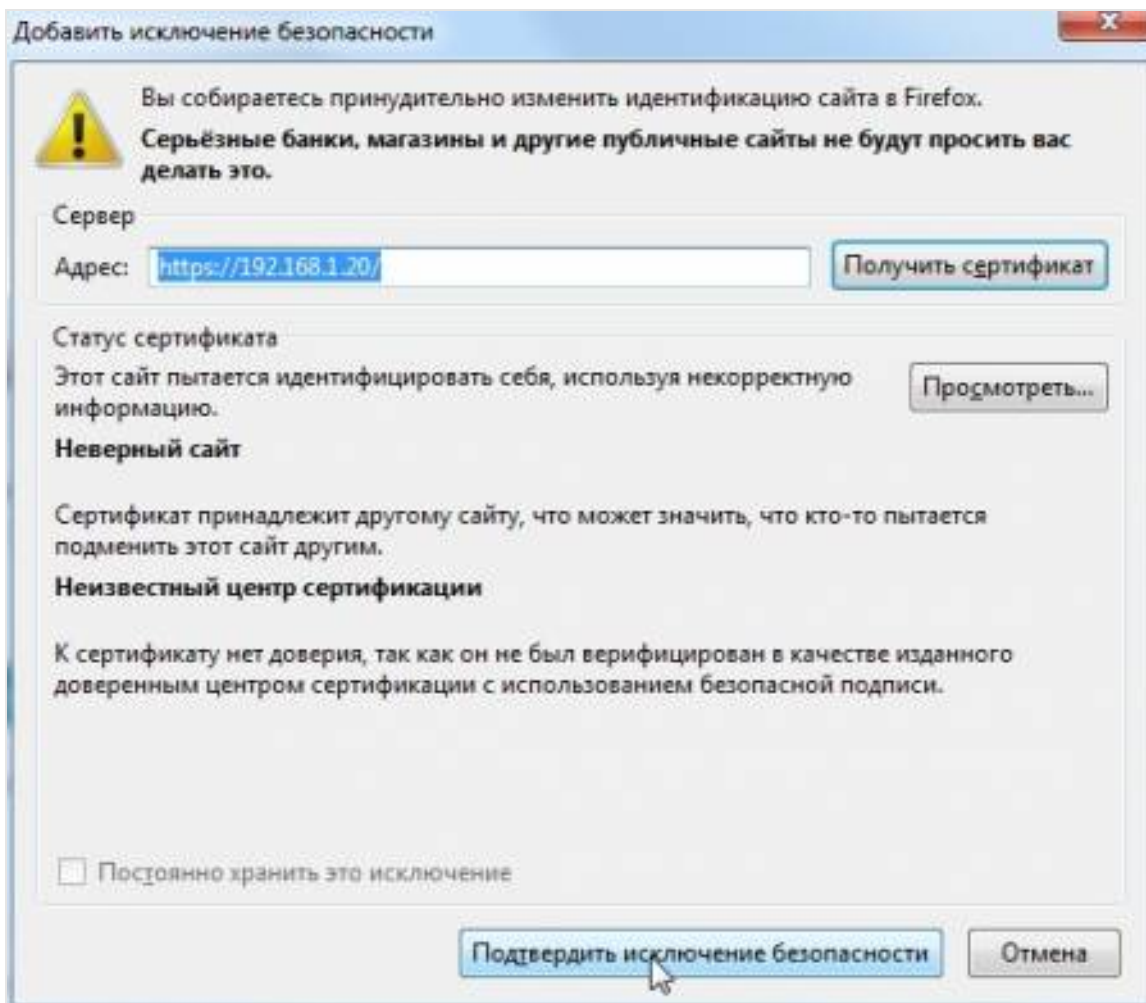 Добавить исключение безопасности
Вы собираетесь принудительно изменить идентификацию сайта в Firefox.
Серьёзные банки, магазины и другие публичные сайты не будут просить вас
делать это.
Сервер
Адрес: https://192.168.1.20/ Получить сертификат
Статус сертификата
Этот сайт пытается идентифицировать себя, используя некорректную
информацию.
Просмотреть...
Неверный сайт
Сертификат принадлежит другому сайту, что может значить, что кто-то пытается
подменить этот сайт другим.
Неизвестный центр сертификации
К сертификату нет доверия, так как он не был верифицирован в качестве изданного
доверенным центром сертификации с использованием безопасной подписи.
Постоянно хранить это исключение
Подтвердить исключение безопасности Отмена